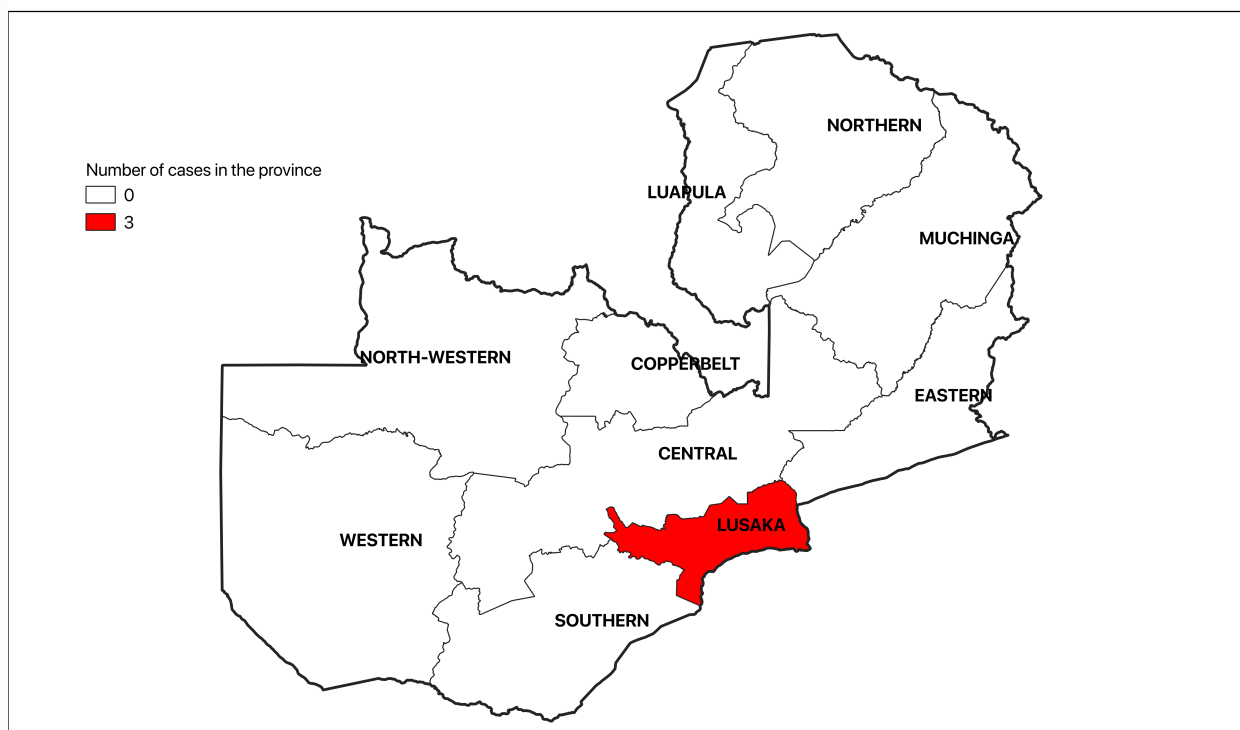 NORTHERN
Number of cases in the province
0
LUAPULA
3
MUCHINGA
NORTH-WESTERN
COPPERBELT
EASTERN
CENTRAL
LUSAKA
WESTERN
SOUTHERN